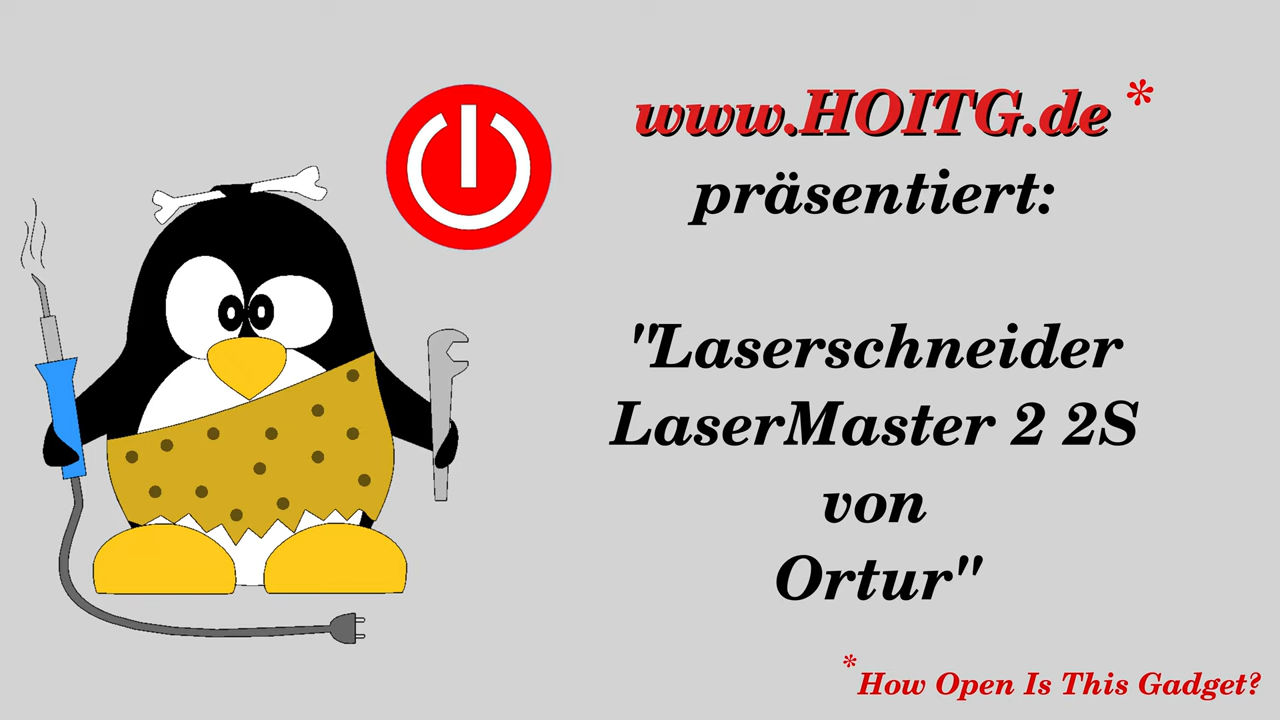 www.HOITG.de*
präsentiert:
"Laserschneider
LaserMaster 2 2S
von
Ortur"
*How Open Is This Gadget?